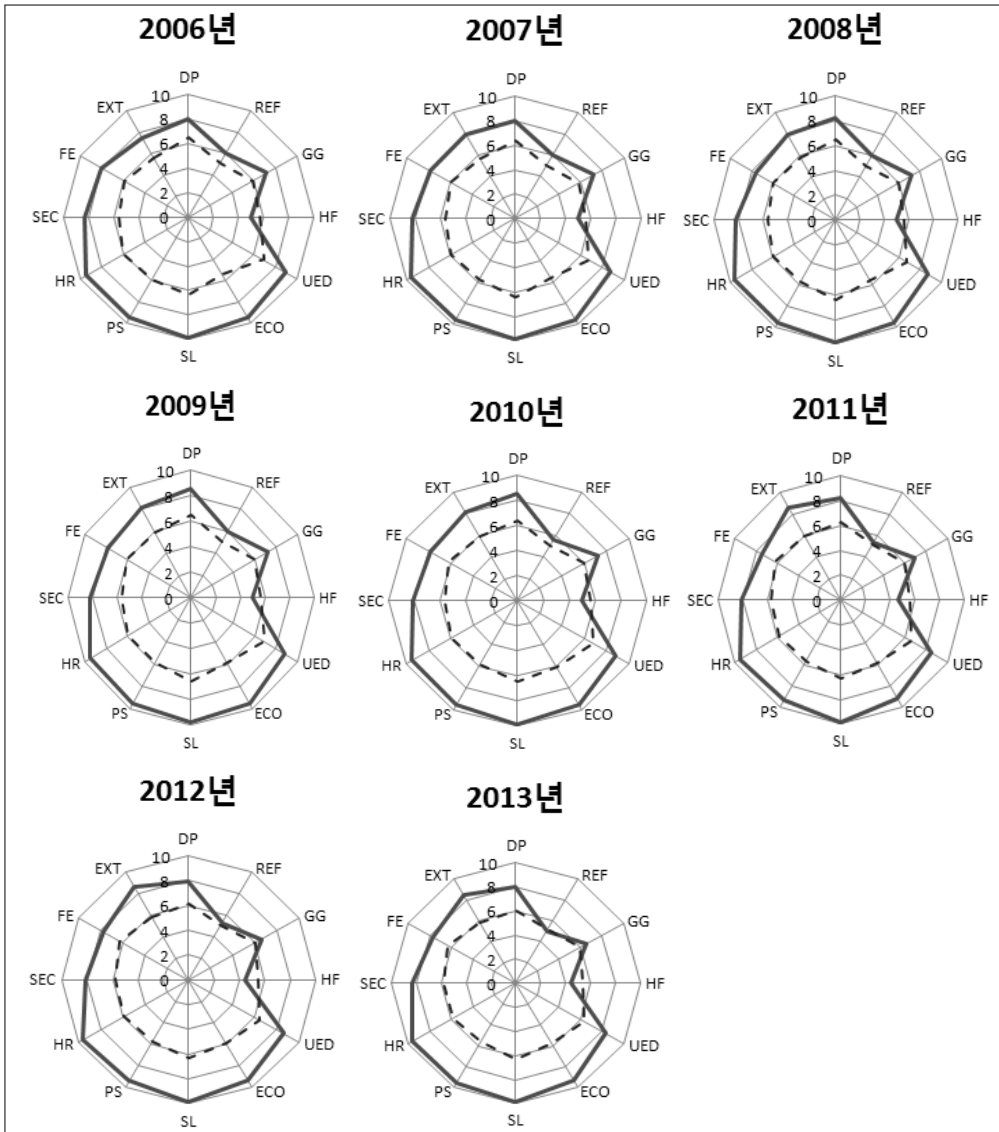 2006년
DP
REF
GG
HF
UED
ECO
SL
PS
HR
SEC
FE
EXT
10
8
6
4
2
0
2007년
DP
REF
GG
HF
UED
ECO
SL
PS
HR
SEC
FE
EXT
10
8
6
4
2
0
2008년
DP
REF
GG
HF
UED
ECO
SL
PS
HR
SEC
FE
EXT
10
8
6
4
2
0
2009년
DP
REF
GG
HF
UED
ECO
SL
PS
HR
SEC
FE
EXT
10
8
6
4
2
0
2010년
DP
REF
GG
HF
UED
ECO
SL
PS
HR
SEC
FE
EXT
10
8
6
4
2
0
2011년
DP
REF
GG
HF
UED
ECO
SL
PS
HR
SEC
FE
EXT
10
8
6
4
2
0
2012년
DP
REF
GG
HF
UED
ECO
SL
PS
HR
SEC
FE
EXT
10
8
6
4
2
0
2013년
DP
REF
GG
HF
UED
ECO
SL
PS
HR
SEC
FE
EXT
10
8
6
4
2
0